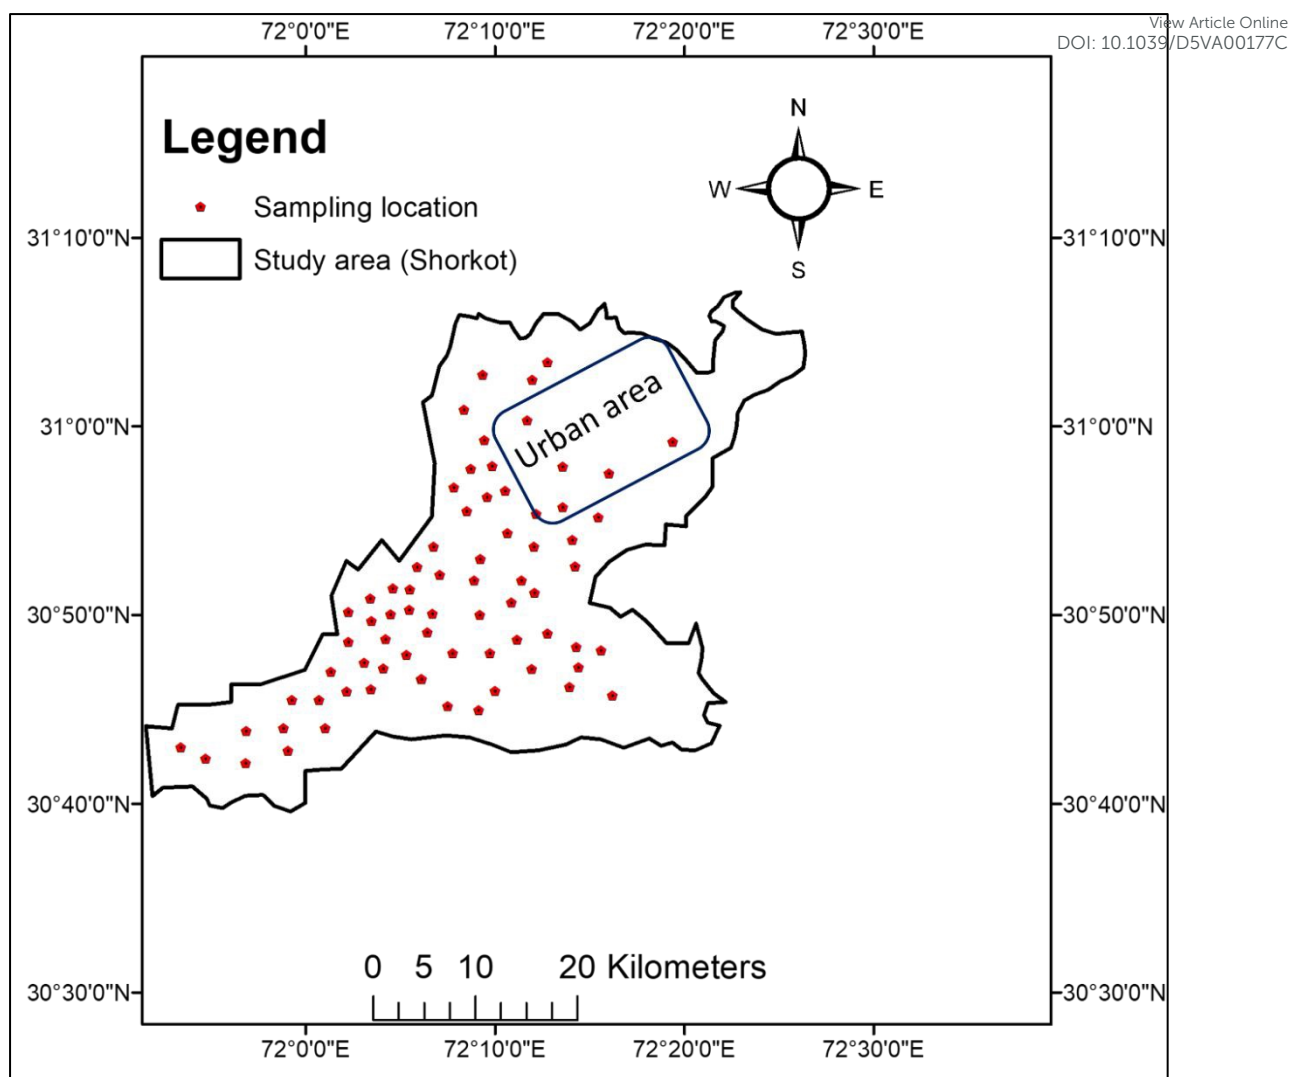 View Article Online
DOI: 10.1039/D5VA00177C
72°0'0"E 72°10'0"E 72°20'0"E 72°30'0"E
Legend
N
W E
S
Sampling location
31°10'0"N 31°10'0"N
Study area (Shorkot)
Urban area
31°0'0"N 31°0'0"N
30°50'0"N 30°50'0"N
30°40'0"N 30°40'0"N
0 5 10 20 Kilometers
30°30'0"N 30°30'0"N
72°0'0"E 72°10'0"E 72°20'0"E 72°30'0"E